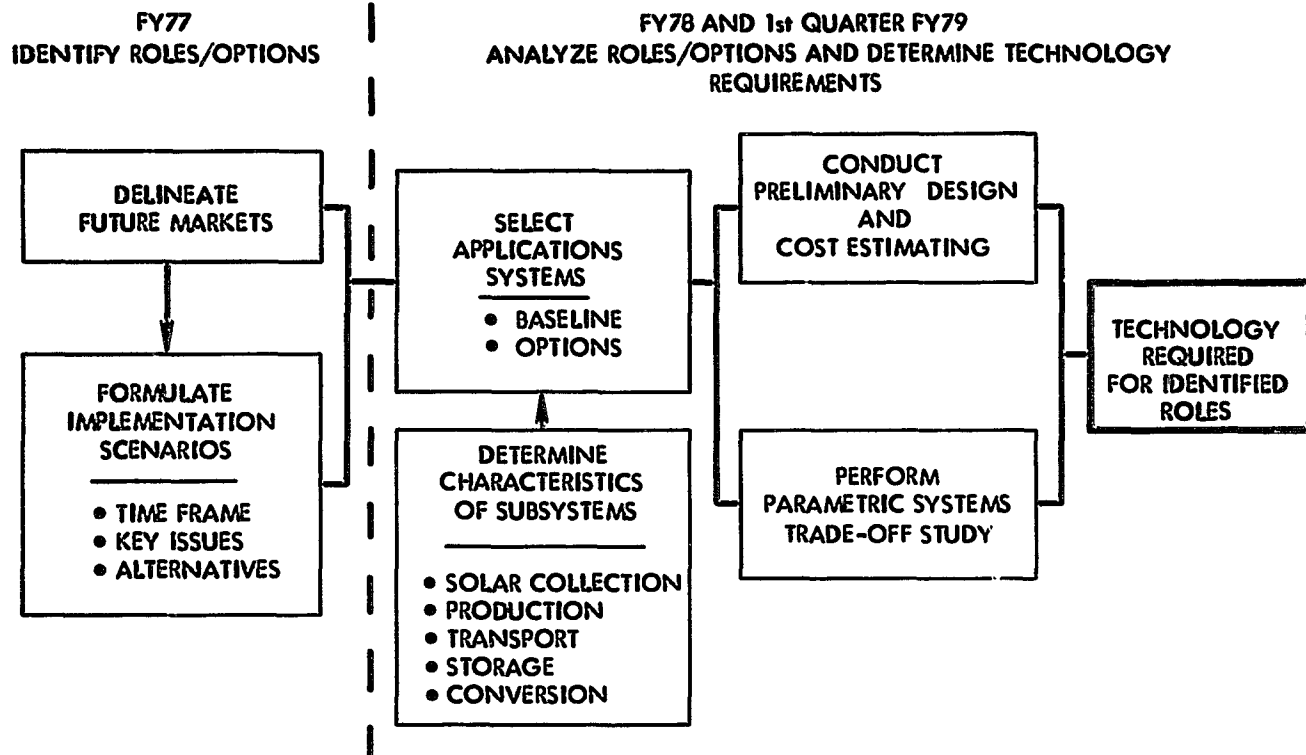 FY77
IDENTIFY ROLES/OPTIONS
FY78 AND 1st QUARTER FY79
ANALYZE ROLES/OPTIONS AND DETERMINE TECHNOLOGY
REQUIREMENTS
DELINEATE
FUTURE MARKETS
FORMULATE
IMPLEMENTATION
SCENARIOS
• TIME FRAME
• KEY ISSUES
• ALTERNATIVES
SELECT
APPLICATIONS
SYSTEMS
• BASELINE
• OPTIONS
DETERMINE
CHARACTERISTICS
OF SUBSYSTEMS
• SOLAR COLLECTION
• PRODUCTION
• TRANSPORT
• STORAGE
• CONVERSION
CONDUCT
PRELIMINARY DESIGN
AND
COST ESTIMATING
PERFORM
PARAMETRIC SYSTEMS
TRADE-OFF STUDY
TECHNOLOGY
REQUIRED
FOR IDENTIFIED
ROLES